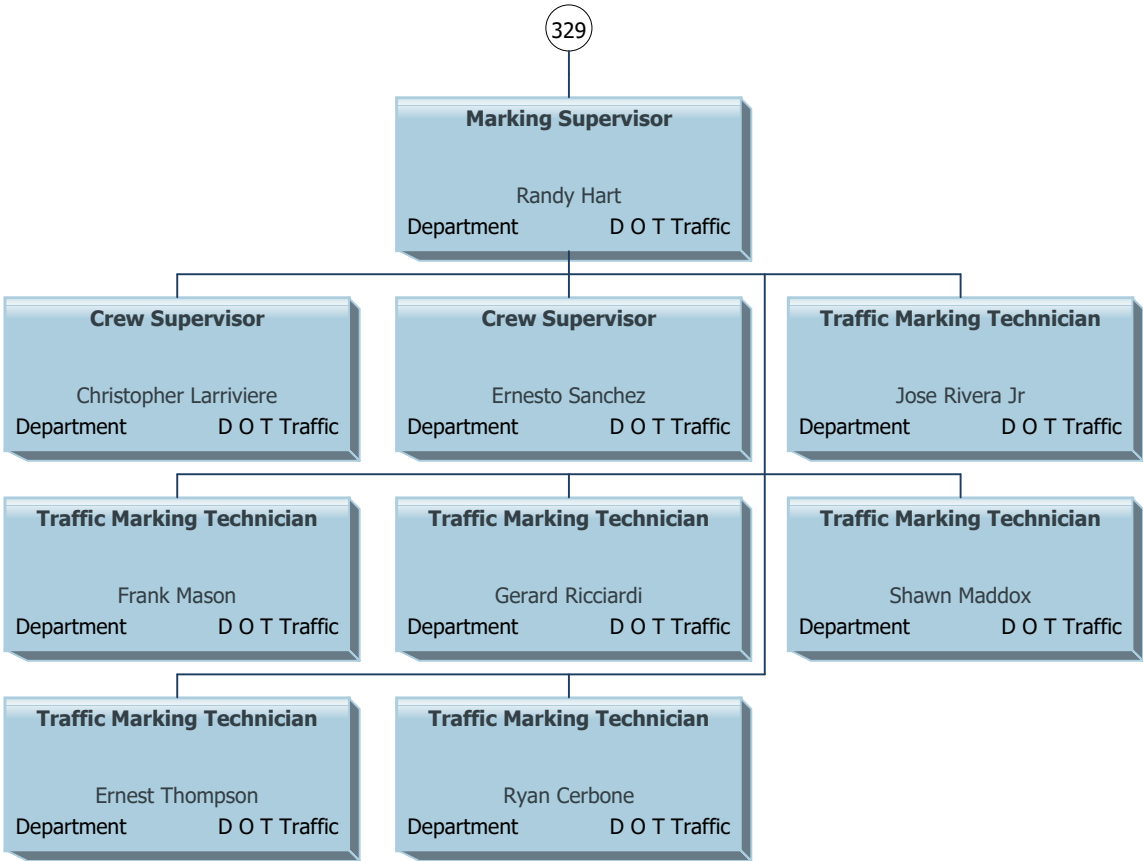 329
Marking Supervisor
Randy Hart
Department D O T Traffic
Crew Supervisor
Christopher Larriviere
Department D O T Traffic
Crew Supervisor
Ernesto Sanchez
Department D O T Traffic
Traffic Marking Technician
Jose Rivera Jr
Department D O T Traffic
Traffic Marking Technician
Frank Mason
Department D O T Traffic
Traffic Marking Technician
Gerard Ricciardi
Department D O T Traffic
Traffic Marking Technician
Shawn Maddox
Department D O T Traffic
Traffic Marking Technician
Ernest Thompson
Department D O T Traffic
Traffic Marking Technician
Ryan Cerbone
Department D O T Traffic